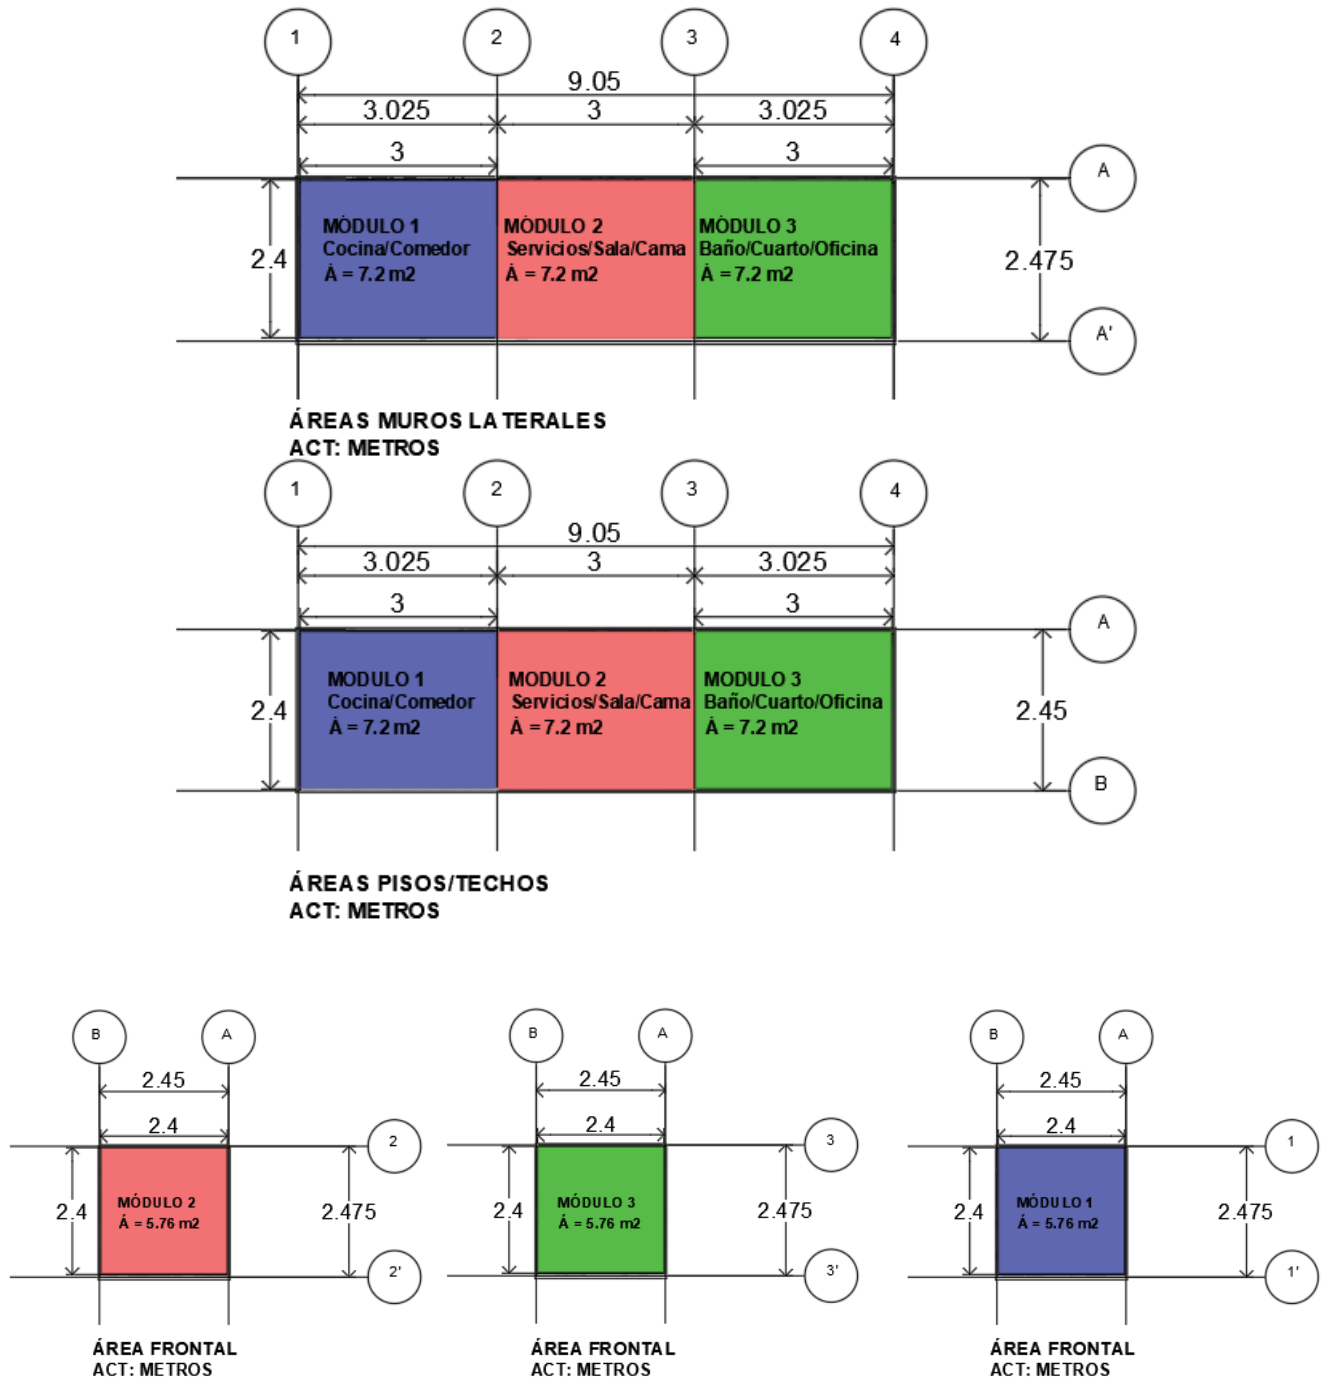 1 2 3 4
9.05
3.025 3 3.025
3 3
A
MÓDULO 1 MÓDULO 2 MÓDULO 3
Cocina/Comedor Servicios/Sala/Cama Baño/Cuarto/Oficina
2.4 2.475
Á = 7.2 m2 Á = 7.2 m2 Á = 7.2 m2
A'
ÁREAS MUROS LATERALES
ACT: METROS
1 2 3 4
9.05
3.025 3 3.025
3 3
A
MODULO 1 MODULO 2 MODULO 3
Cocina/Comedor Servicios/Sala/Cama Baño/Cuarto/Oficina
2.4 2.45
Á = 7.2 m2 Á = 7.2 m2 Á = 7.2 m2
B
ÁREAS PISOS/TECHOS
ACT: METROS
B A
2.45
2.4
2
MÓDULO 2
2.4 2.475
Á = 5.76 m2
2'
ÁREA FRONTAL
ACT: METROS
B A
2.45
2.4
3
MÓDULO 3
2.4 2.475
Á = 5.76 m2
3'
ÁREA FRONTAL
ACT: METROS
B A
2.45
2.4
1
MÓDULO 1
2.4 2.475
Á = 5.76 m2
1'
ÁREA FRONTAL
ACT: METROS